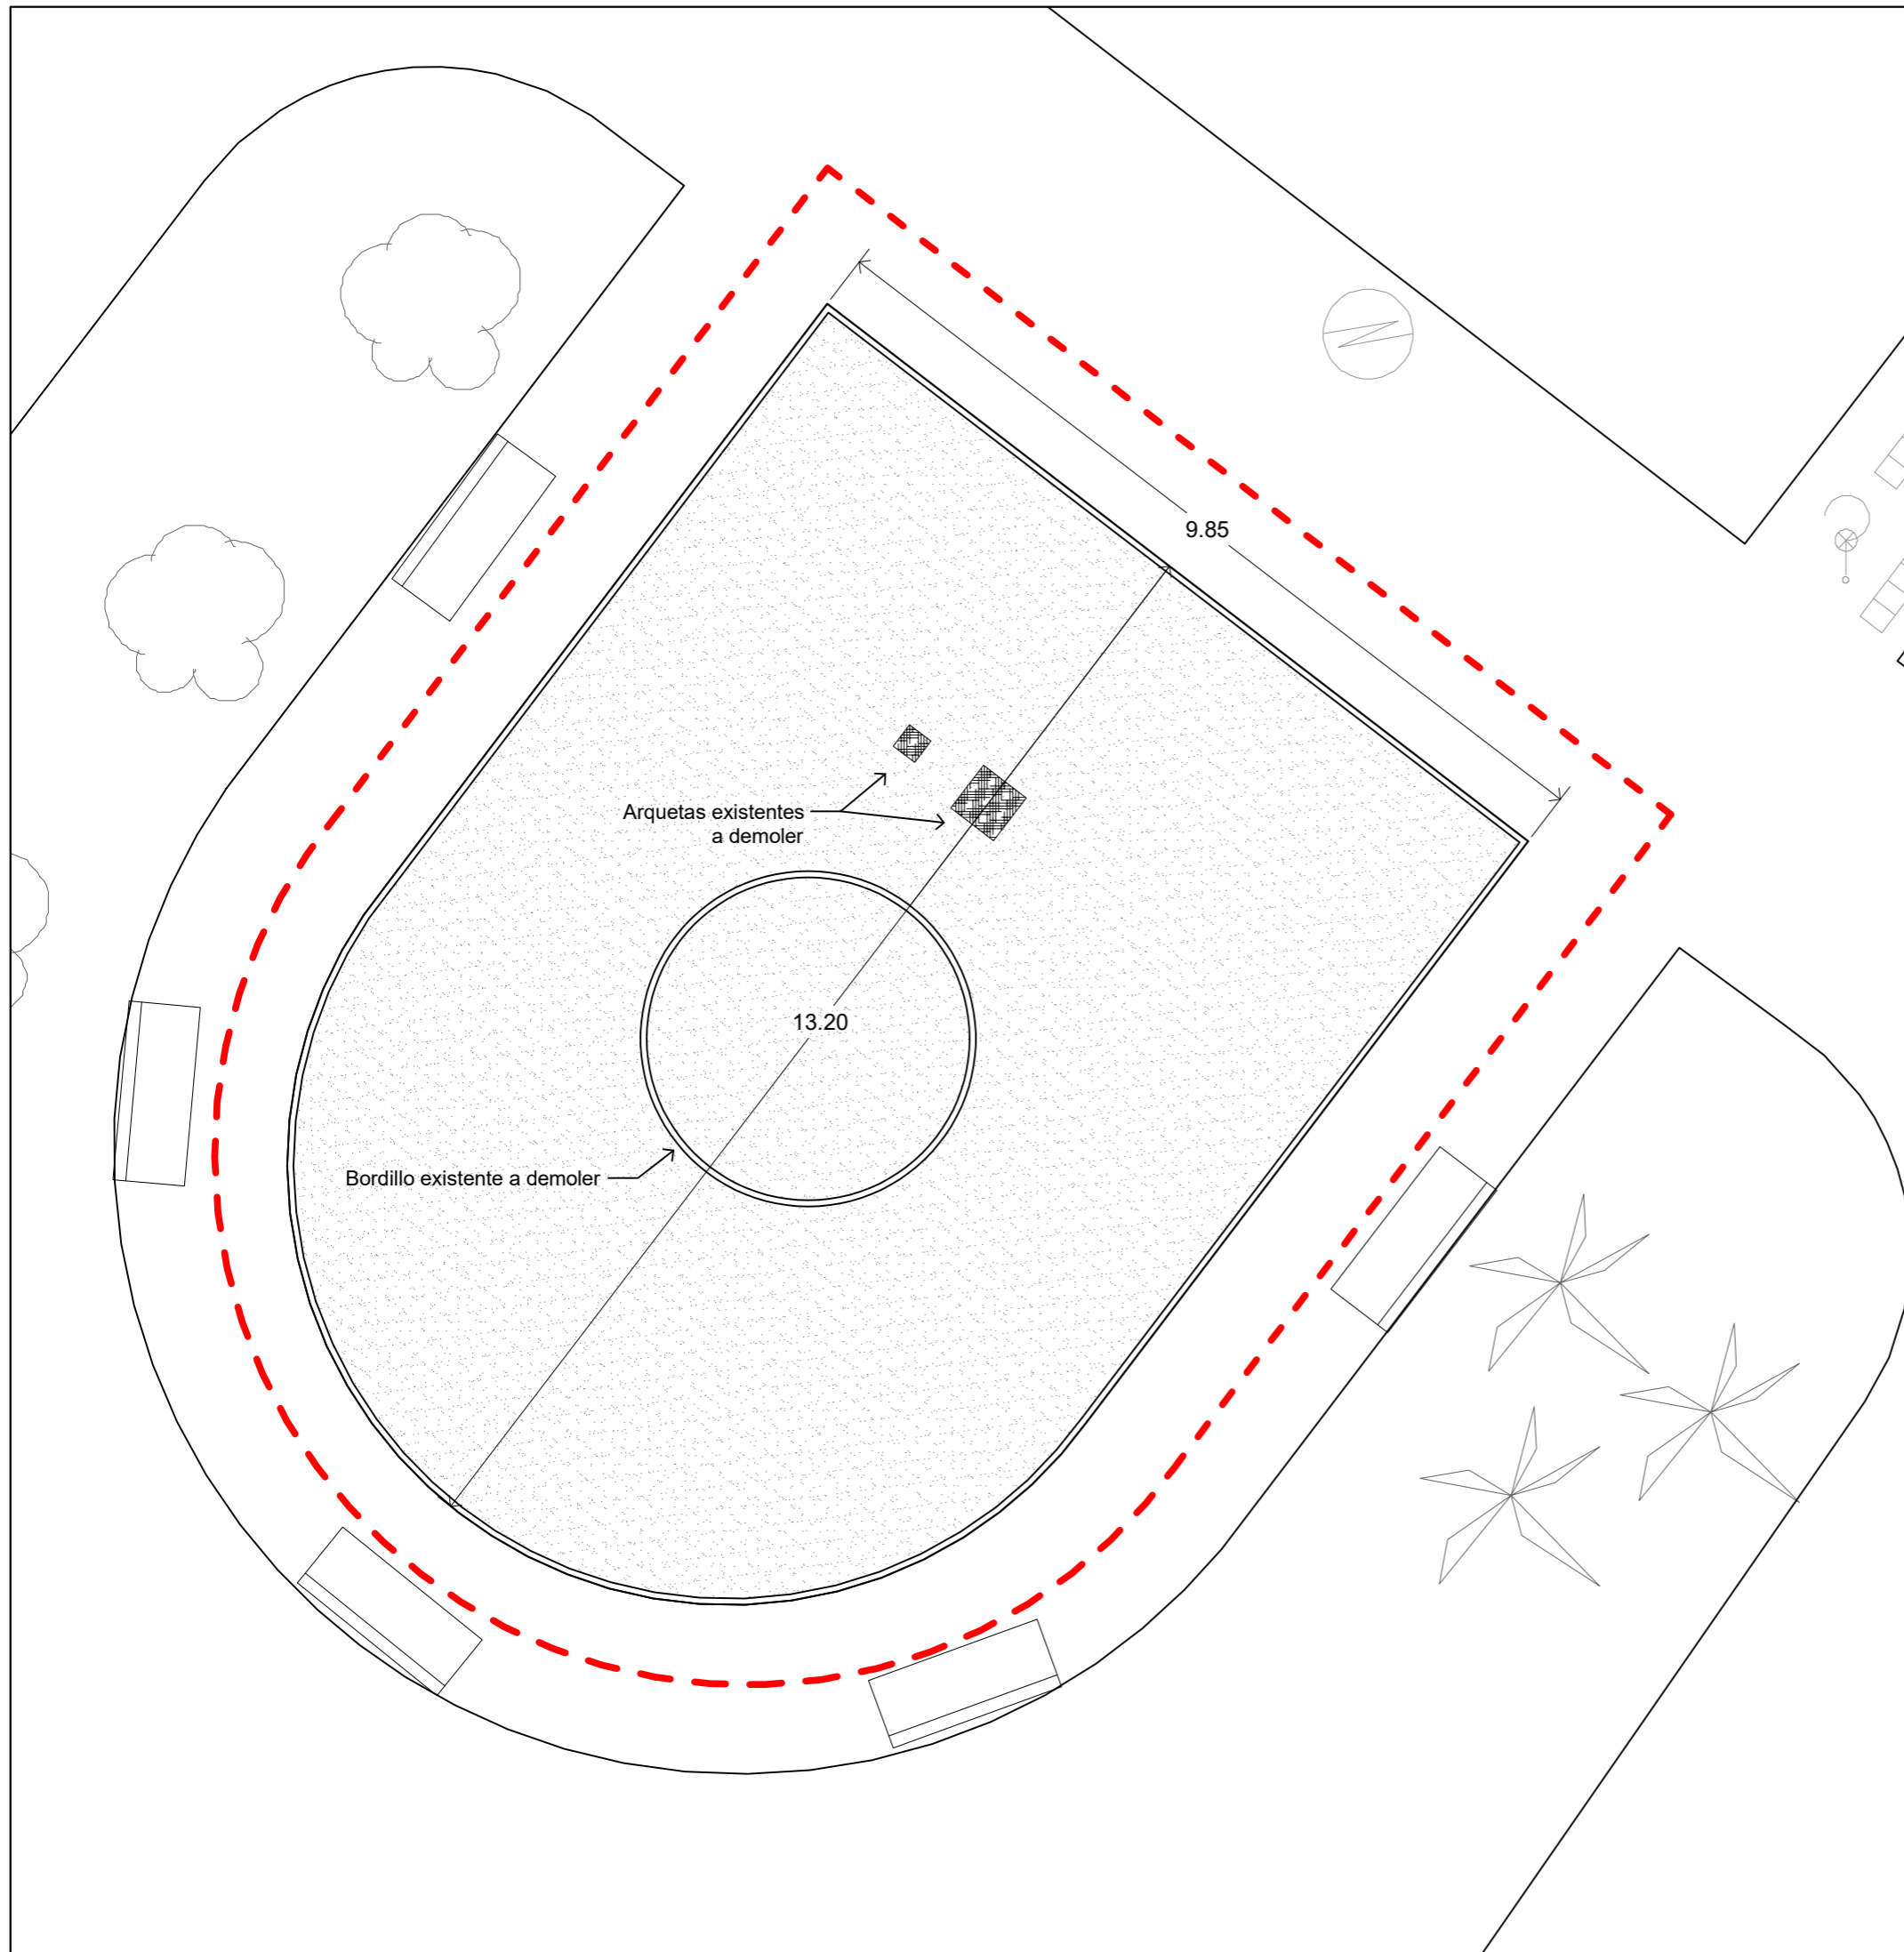 9.85
Arquetas existentes
a demoler
13.20
Bordillo existente a demoler